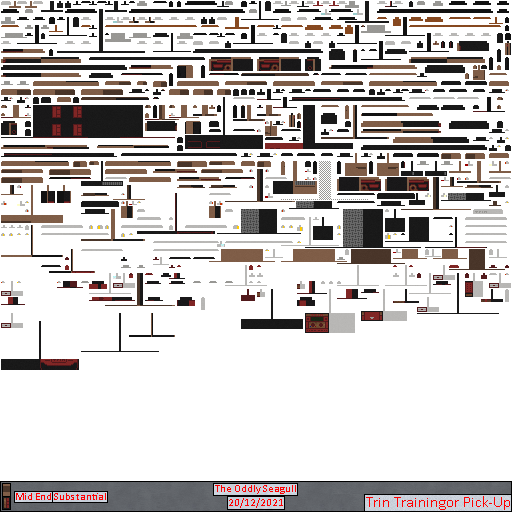 The Oddly Seagull
Mid End Substantial
20/12/2021
Trin Trainingor Pick-Up